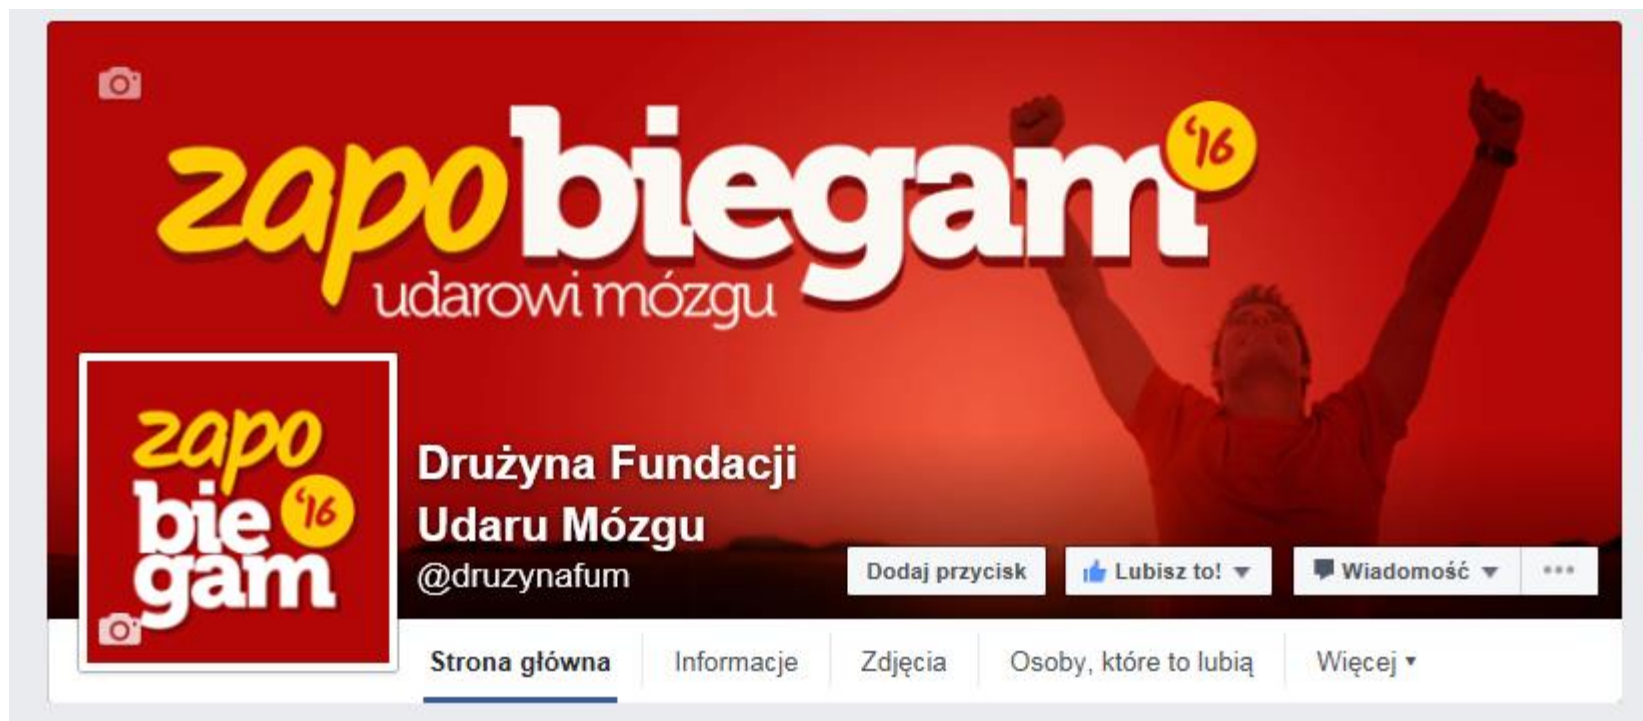 zapobiegam '16
udarowi mózgu
zapo
bie '16
gam
Drużyna Fundacji
Udaru Mózgu
@druzynafum
Dodaj przycisk
Lubisz to!
Wiadomość
Strona główna
Informacje
Zdjęcia
Osoby, które to lubią
Więcej